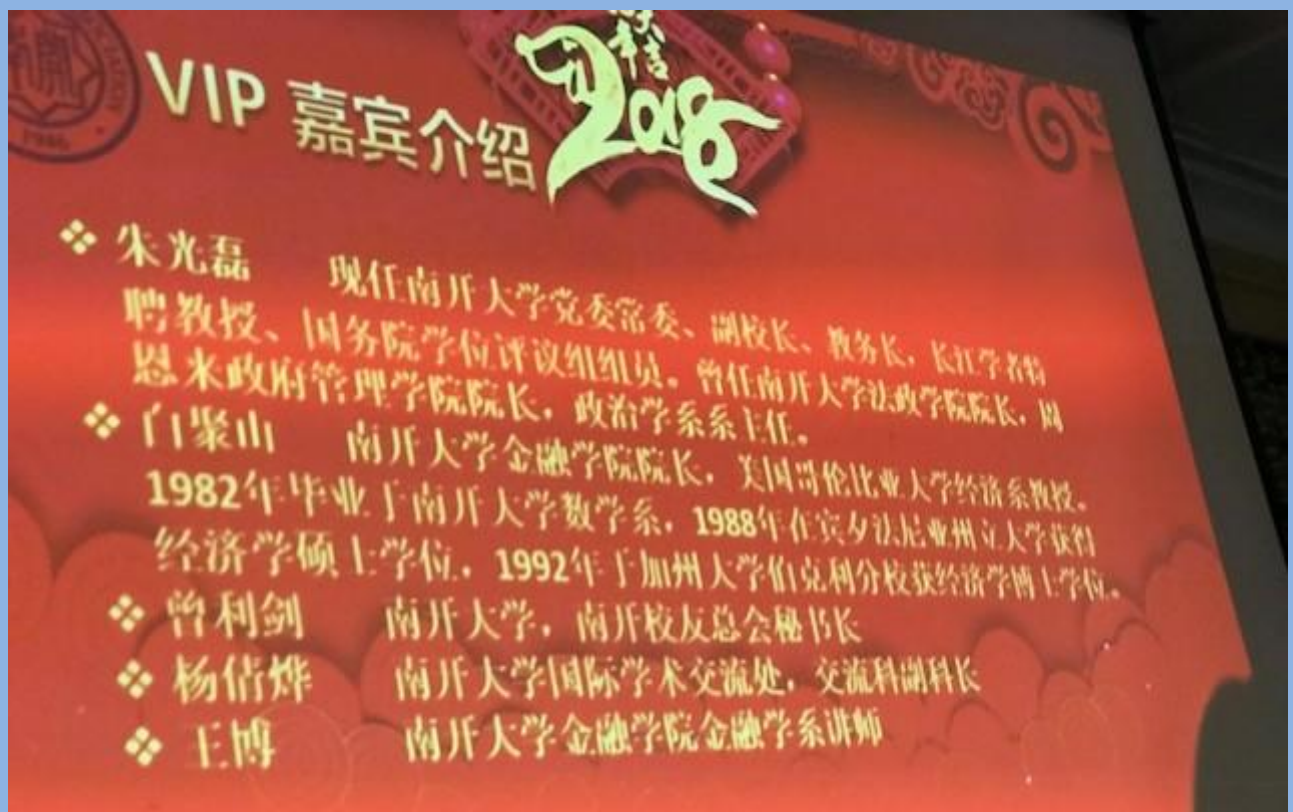 VIP 嘉宾介绍
2018
1946
朱光磊 现任南开大学党委常委、副校长、教务长,长江学者特
聘教授、国务院学位评议组组员。曾任南开大学法政学院院长,周
恩来政府管理学院院长,政治学系系主任。
门聚山 南开大学金融学院院长,美国哥伦比亚大学经济系教授。
1982年毕业于南开大学数学系,1988年在宾夕法尼亚州立大学获得
经济学硕士学位,1992年于加州大学伯克利分校获经济学博士学位。
曾利剑 南开大学,南开校友总会秘书长
杨倩烨 南开大学国际学术交流处,交流科副科长
王博 南开大学金融学院金融学系讲师